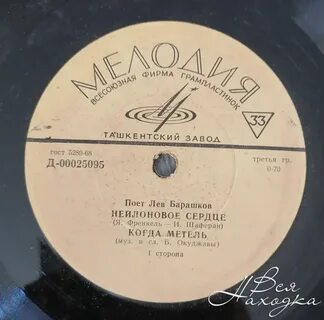 МЕЛОДИЯ
ВСЕСОЮЗНАЯ ФИРМА ГРАМПЛАСТИНОК
33
ТАШКЕНТСКИЙ ЗАВОД
гост 5289-68
Д-00025095
третья гр.
0-70
Поет Лев Барашков
НЕЙЛОНОВОЕ СЕРДЦЕ
(Я. Френкель — И. Шаферан)
КОГДА МЕТЕЛЬ
(муз. и сл. Б. Окуджавы)
I сторона
Вся
Находка